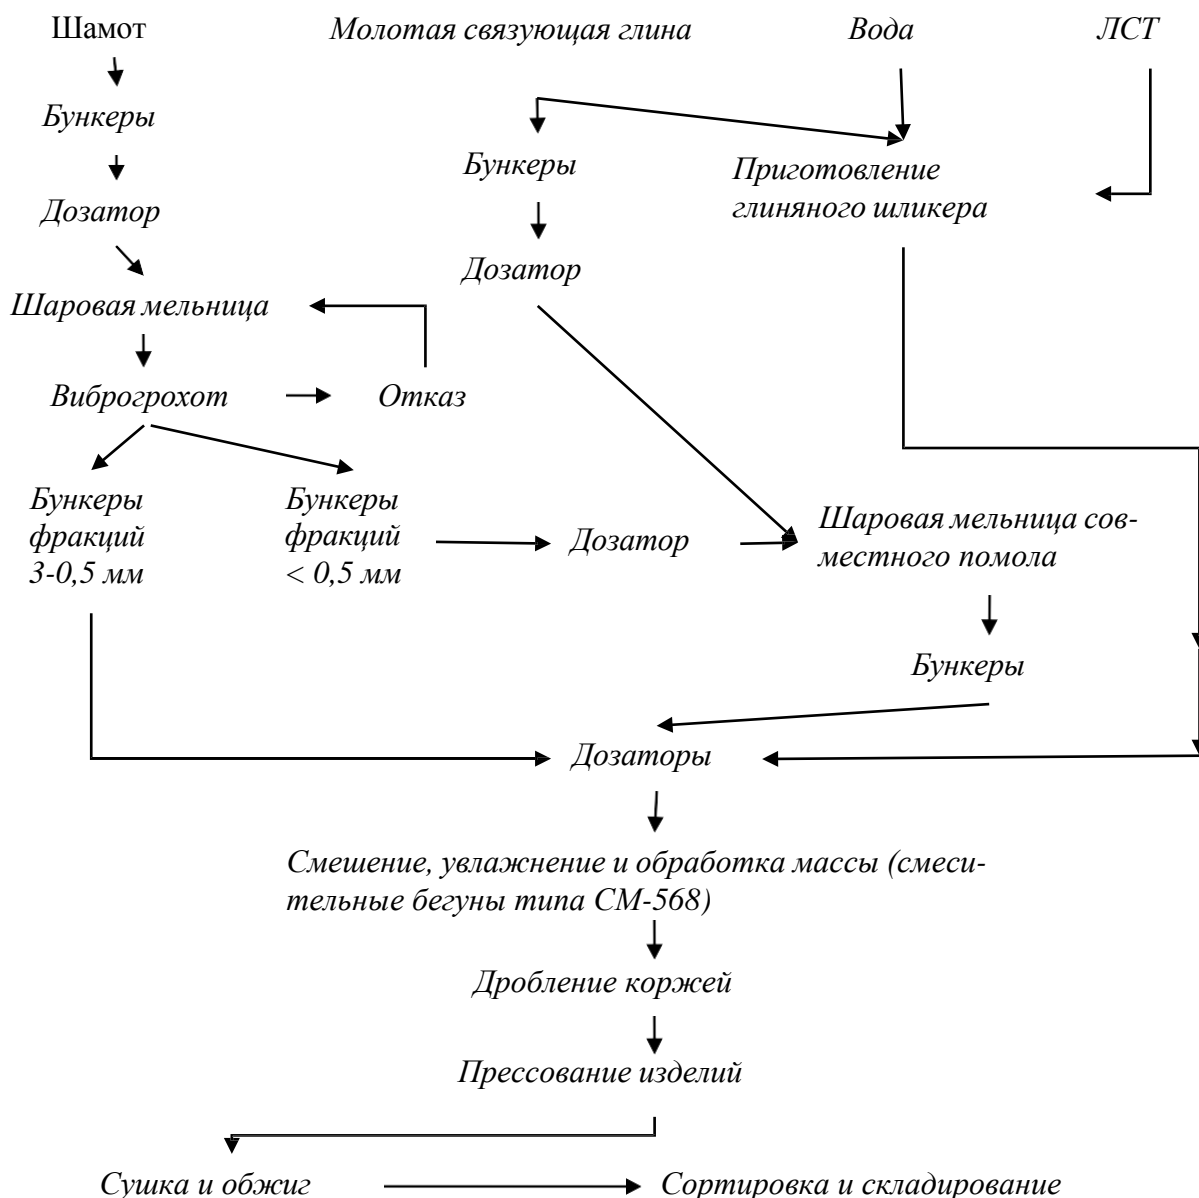 Шамот
Молотая связующая глина
Вода
ЛСТ
Бункеры
Бункеры
Приготовление
глиняного шликера
Дозатор
Дозатор
Шаровая мельница
Виброгрохот
Отказ
Бункеры
фракций
3-0,5 мм
Бункеры
фракций
< 0,5 мм
Дозатор
Шаровая мельница сов-
местного помола
Бункеры
Дозаторы
Смешение, увлажнение и обработка массы (смеси-
тельные бегуны типа СМ-568)
Дробление коржей
Прессование изделий
Сушка и обжиг
Сортировка и складирование